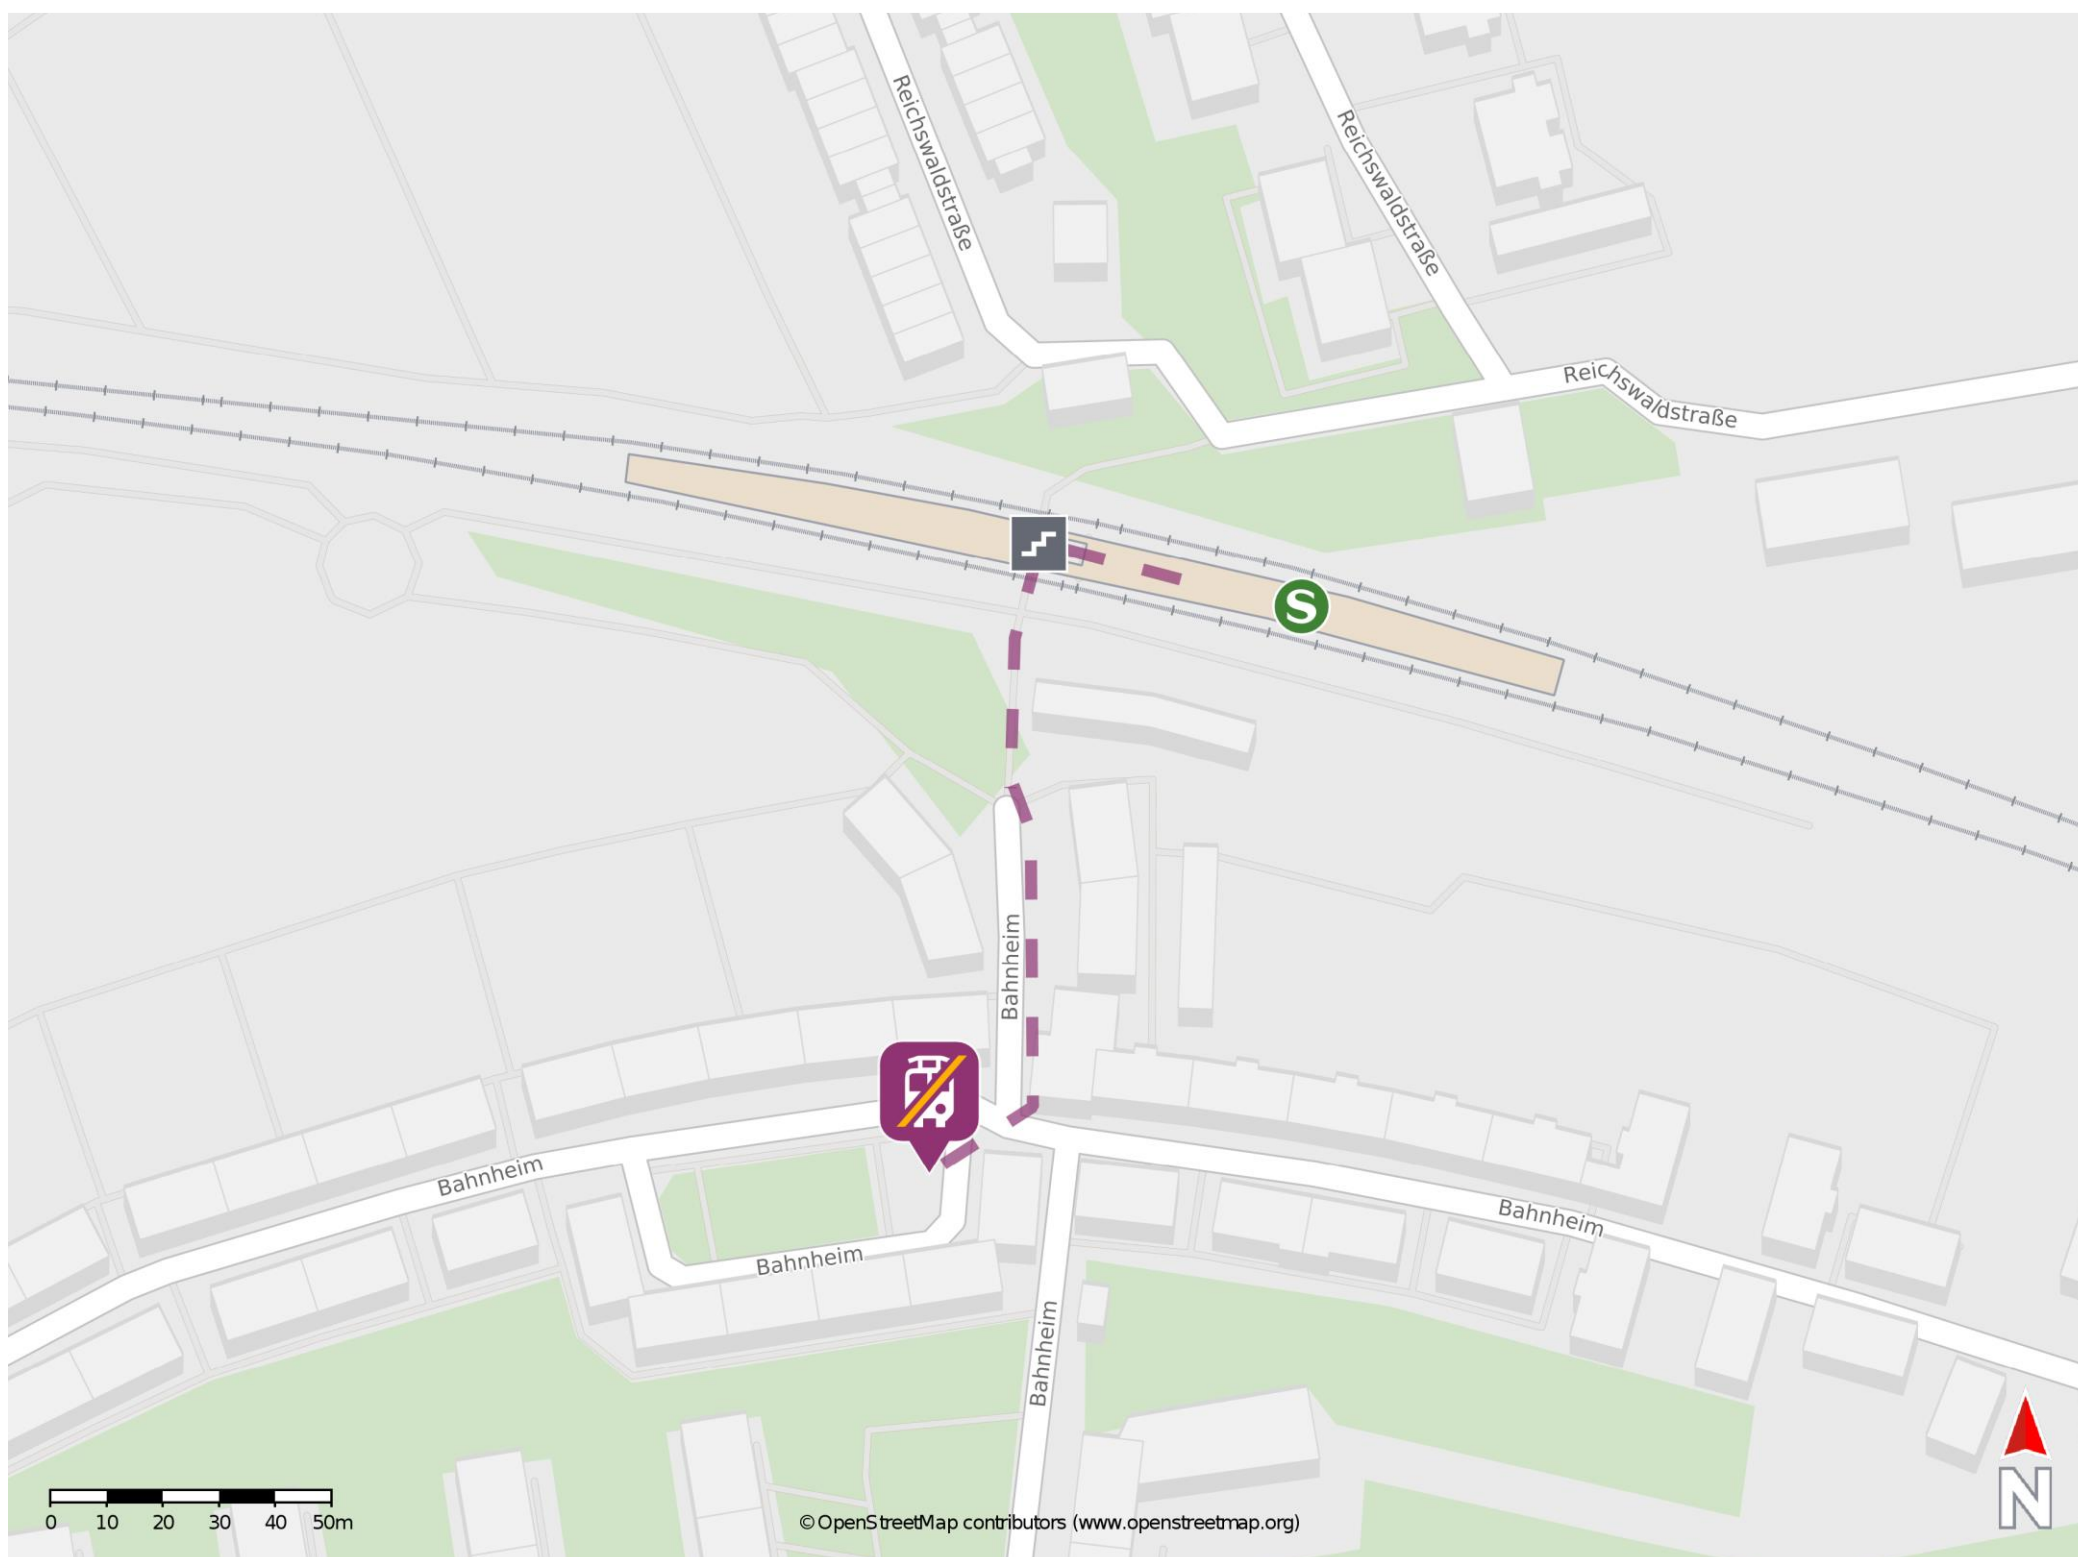 Reichswaldstraße
Reichswaldstraße
Reichswaldstraße
S
Bahnheim
Bahnheim
Bahnheim
Bahnheim
Bahnheim
N
0 10 20 30 40 50m
© OpenStreetMap contributors (www.openstreetmap.org)